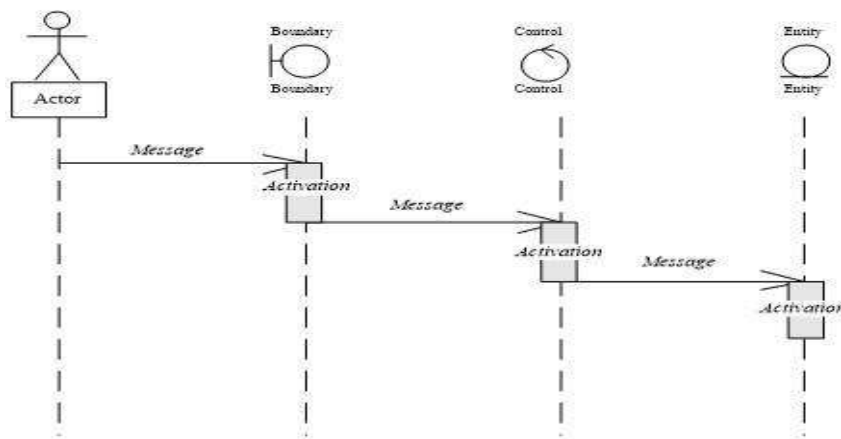 Boundary
Control
Entity
Boundary
Control
Entity
Actor
Message
Activation
Message
Activation
Message
Activation